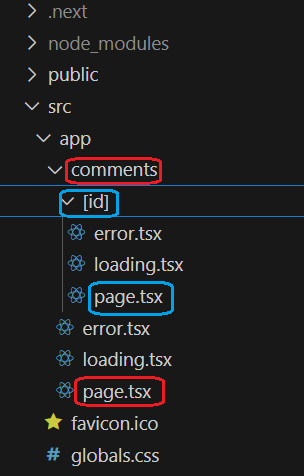 .next
node_modules
public
src
app
comments
[id]
error.tsx
loading.tsx
page.tsx
error.tsx
loading.tsx
page.tsx
favicon.ico
# globals.css